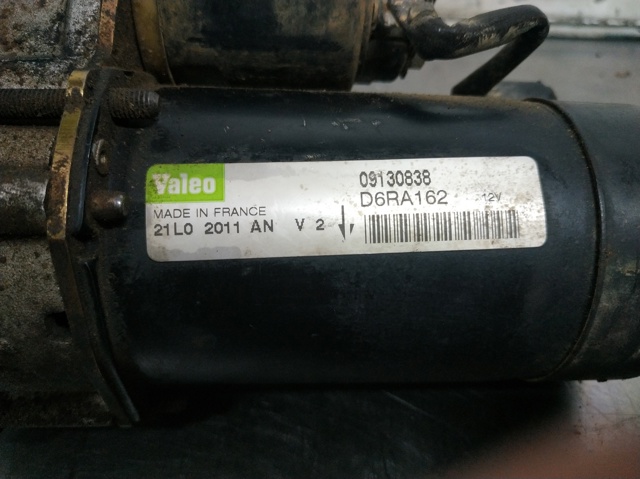 Valeo
MADE IN FRANCE
21L0 2011 AN V 2
09130838
D6RA162 12V